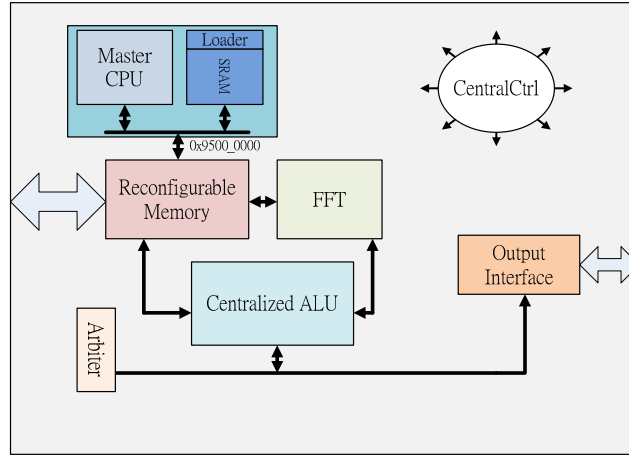 Master
CPU
Loader
SRAM
CentralCtrl
0x9500_0000
Reconfigurable
Memory
FFT
Output
Interface
Centralized ALU
Arbiter